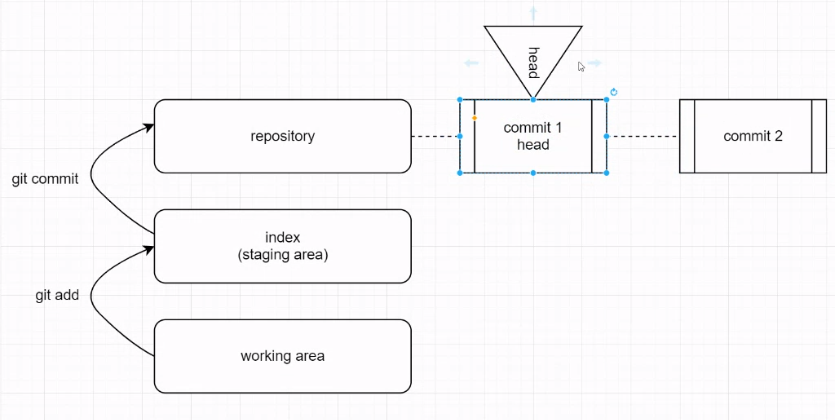 head
repository
commit 1
head
commit 2
git commit
index
(staging area)
git add
working area